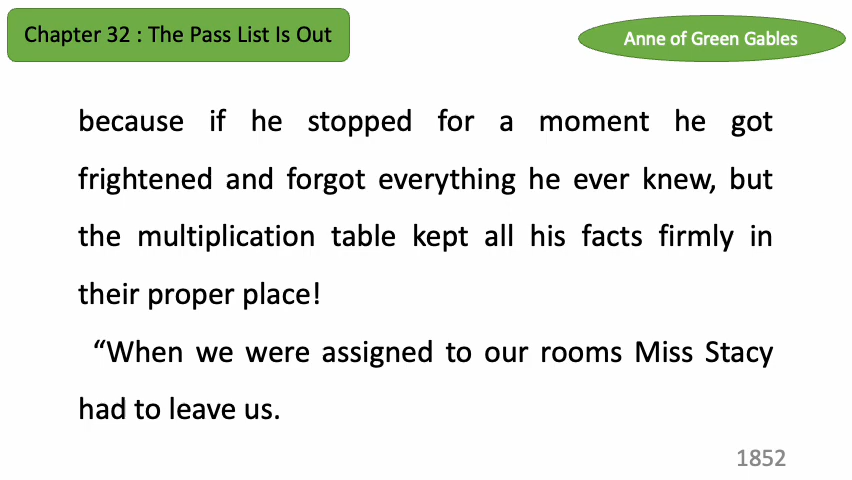 Chapter 32 : The Pass List Is Out
Anne of Green Gables
because if he stopped for a moment he got
frightened and forgot everything he ever knew, but
the multiplication table kept all his facts firmly in
their proper place!
“When we were assigned to our rooms Miss Stacy
had to leave us.
1852